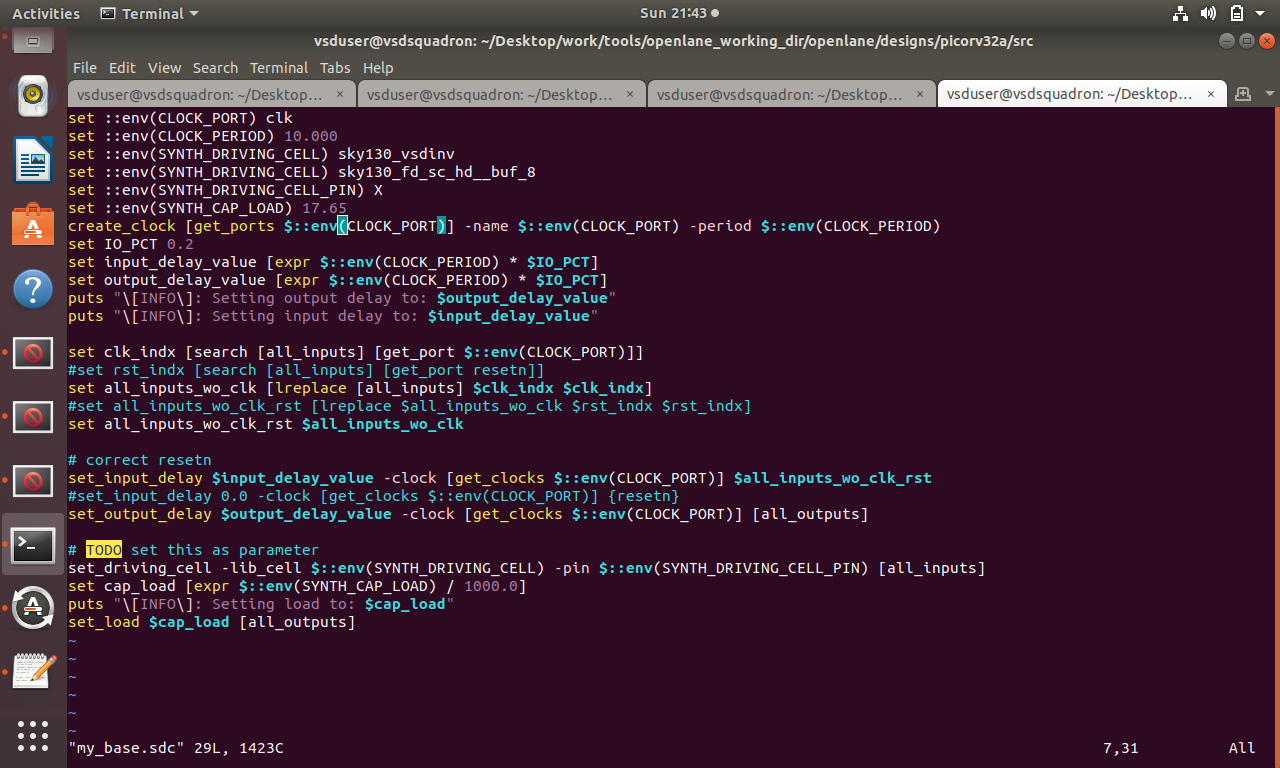 Activities
Terminal
Sun 21:43
vsduser@vsdsquadron: ~/Desktop/work/tools/openlane_working_dir/openlane/designs/picorv32a/src
File Edit View Search Terminal Tabs Help
vsduser@vsdsquadron: ~/Desktop... ×
vsduser@vsdsquadron: ~/Desktop... ×
vsduser@vsdsquadron: ~/Desktop... ×
vsduser@vsdsquadron: ~/Desktop... ×
set ::env(CLOCK_PORT) clk
set ::env(CLOCK_PERIOD) 10.000
set ::env(SYNTH_DRIVING_CELL) sky130_vsdinv
set ::env(SYNTH_DRIVING_CELL) sky130_fd_sc_hd__buf_8
set ::env(SYNTH_DRIVING_CELL_PIN) X
set ::env(SYNTH_CAP_LOAD) 17.65
create_clock [get_ports $::env(CLOCK_PORT)] -name $::env(CLOCK_PORT) -period $::env(CLOCK_PERIOD)
set IO_PCT 0.2
set input_delay_value [expr $::env(CLOCK_PERIOD) * $IO_PCT]
set output_delay_value [expr $::env(CLOCK_PERIOD) * $IO_PCT]
puts "\[INFO\]: Setting output delay to: $output_delay_value"
puts "\[INFO\]: Setting input delay to: $input_delay_value"
set clk_indx [search [all_inputs] [get_port $::env(CLOCK_PORT)]]
#set rst_indx [search [all_inputs] [get_port resetn]]
set all_inputs_wo_clk [lreplace [all_inputs] $clk_indx $clk_indx]
#set all_inputs_wo_clk_rst [lreplace $all_inputs_wo_clk $rst_indx $rst_indx]
set all_inputs_wo_clk_rst $all_inputs_wo_clk
# correct resetn
set_input_delay $input_delay_value -clock [get_clocks $::env(CLOCK_PORT)] $all_inputs_wo_clk_rst
#set_input_delay 0.0 -clock [get_clocks $::env(CLOCK_PORT)] {resetn}
set_output_delay $output_delay_value -clock [get_clocks $::env(CLOCK_PORT)] [all_outputs]
# TODO set this as parameter
set_driving_cell -lib_cell $::env(SYNTH_DRIVING_CELL) -pin $::env(SYNTH_DRIVING_CELL_PIN) [all_inputs]
set cap_load [expr $::env(SYNTH_CAP_LOAD) / 1000.0]
puts "\[INFO\]: Setting load to: $cap_load"
set_load $cap_load [all_outputs]
~
~
~
~
~
~
"my_base.sdc" 29L, 1423C 7,31 All